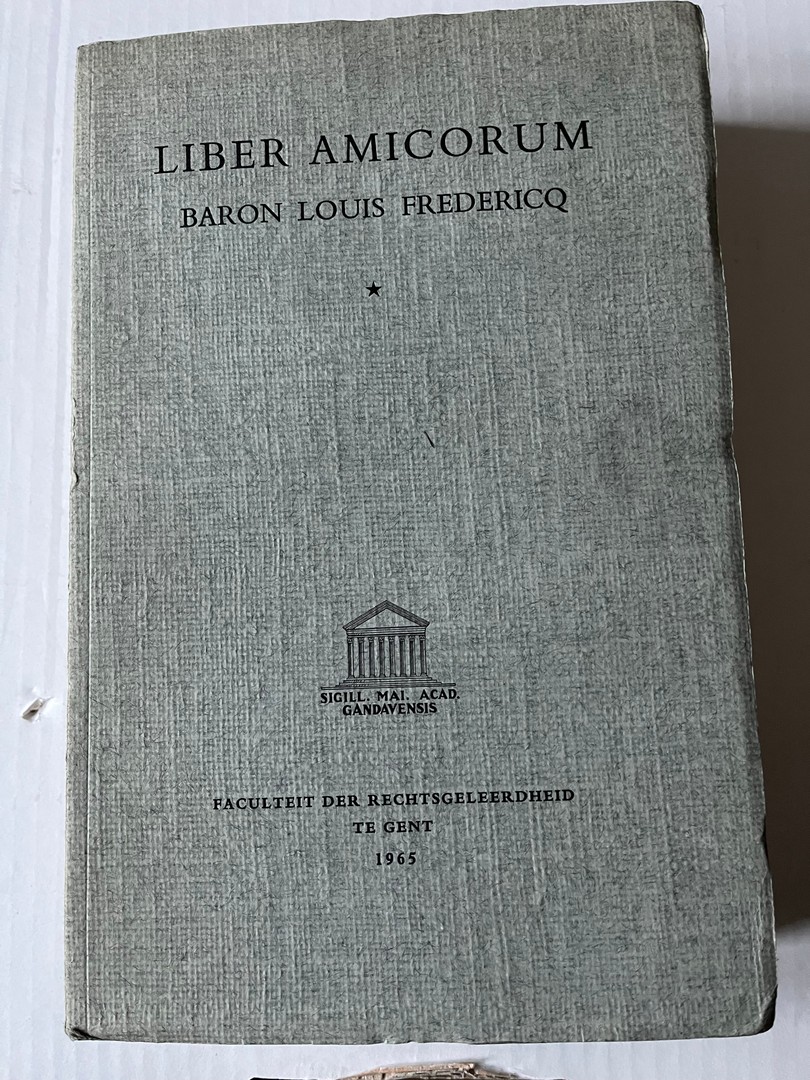 LIBER AMICORUM
BARON LOUIS FREDERICQ
★
SIGILL. MAI. ACAD.
GANDAVENSIS
FACULTEIT DER RECHTSGELEERDHEID
TE GENT
1965